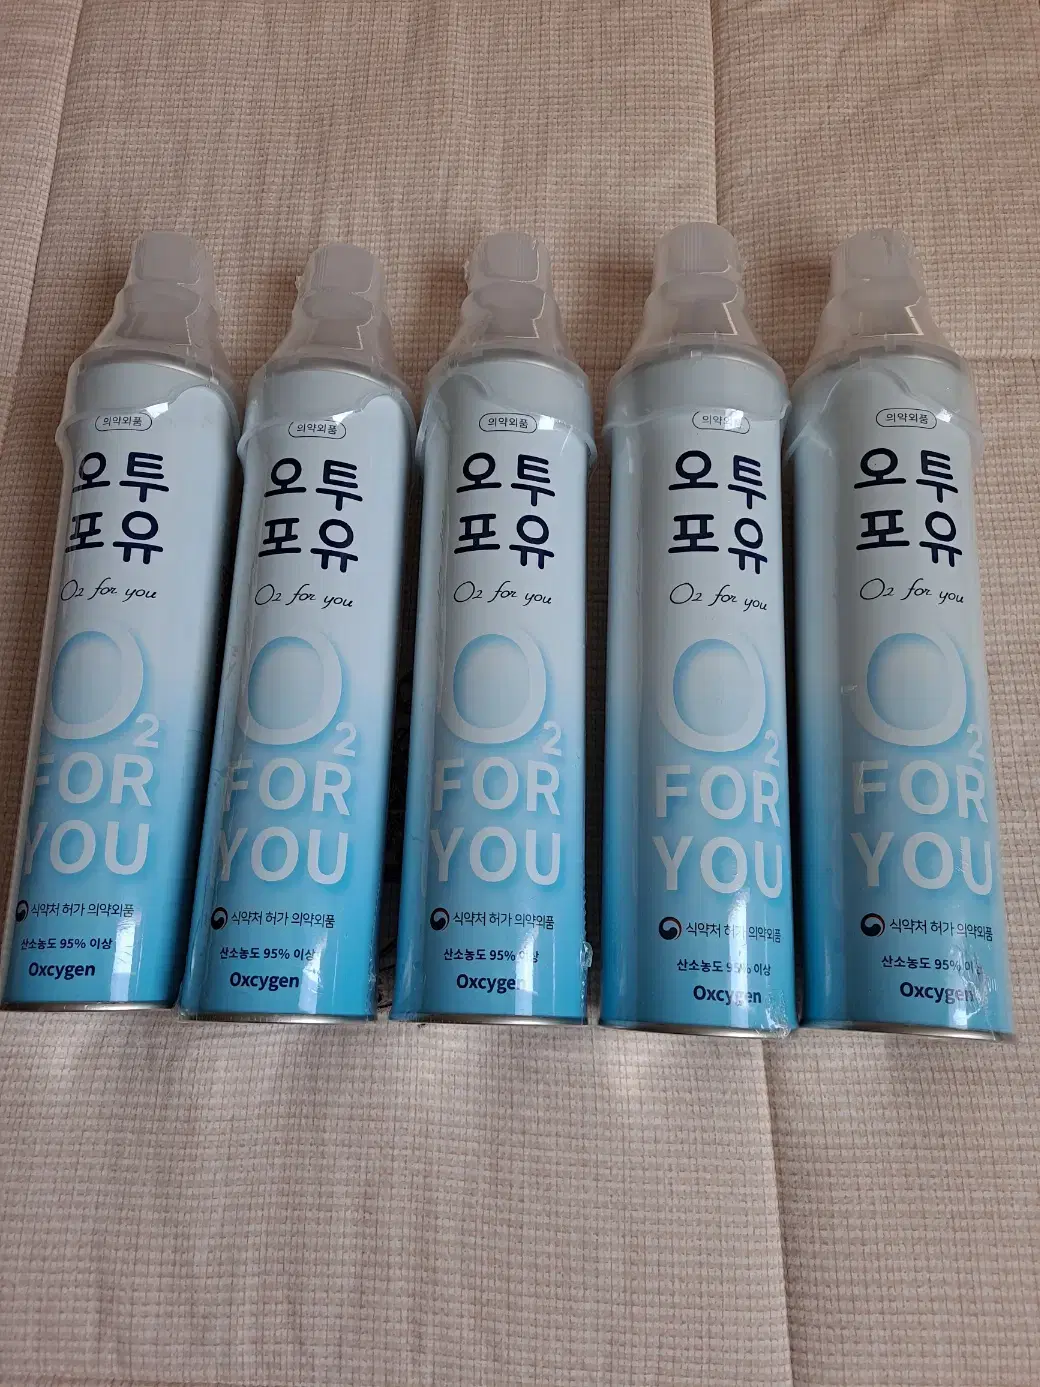 의약외품
오투
포유
O2 for you
O2
FOR
YOU
식약처 허가 의약외품
산소농도 95% 이상
Oxcygen
의약외품
오투
포유
O2 for you
O2
FOR
YOU
식약처 허가 의약외품
산소농도 95% 이상
Oxcygen
의약외품
오투
포유
O2 for you
O2
FOR
YOU
식약처 허가 의약외품
산소농도 95% 이상
Oxcygen
의약외품
오투
포유
O2 for you
O2
FOR
YOU
식약처 허가 의약외품
산소농도 95% 이상
Oxcygen
의약외품
오투
포유
O2 for you
O2
FOR
YOU
식약처 허가 의약외품
산소농도 95% 이상
Oxcygen